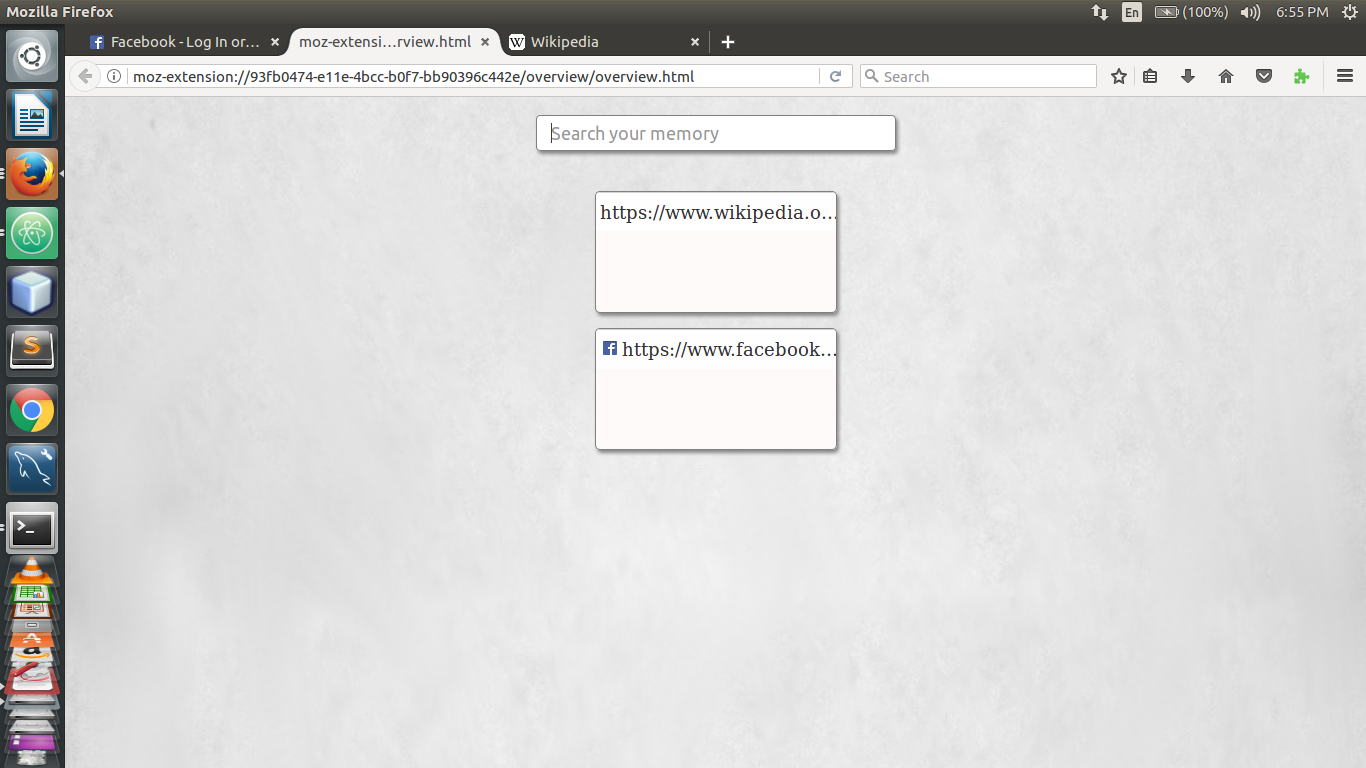 Mozilla Firefox
En
(100%)
6:55 PM
Facebook - Log In or...
moz-extensi...rview.html
W Wikipedia
moz-extension://93fb0474-e11e-4bcc-b0f7-bb90396c442e/overview/overview.html
Search
Search your memory
https://www.wikipedia.o...
https://www.facebook...